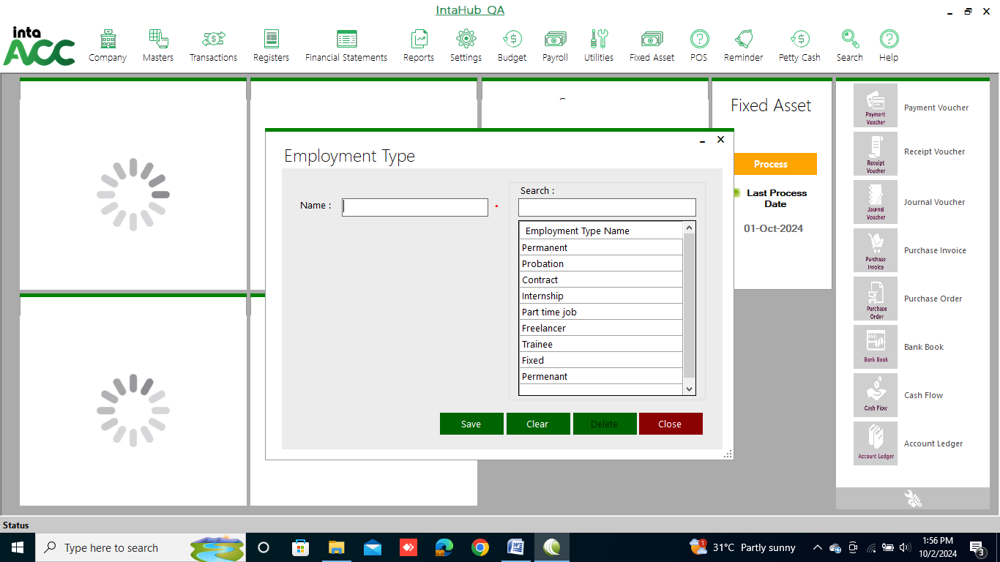 IntaHub_QA
inta
ACC
Company
Masters
Transactions
Registers
Financial Statements
Reports
Settings
Budget
Payroll
Utilities
Fixed Asset
POS
Reminder
Petty Cash
Search
Help
Fixed Asset
Process
Last Process
Date
01-Oct-2024
Employment Type
Name :
*
Search :
Employment Type Name
Permanent
Probation
Contract
Internship
Part time job
Freelancer
Trainee
Fixed
Permenant
Save
Clear
Delete
Close
Payment
Voucher
Payment Voucher
Receipt
Voucher
Receipt Voucher
Journal
Voucher
Journal Voucher
Purchase
Invoice
Purchase Invoice
Purchase
Order
Purchase Order
Bank Book
Bank Book
Cash Flow
Cash Flow
Account Ledger
Account Ledger
Status
Type here to search
1
31°C Partly sunny
1:56 PM
10/2/2024
3